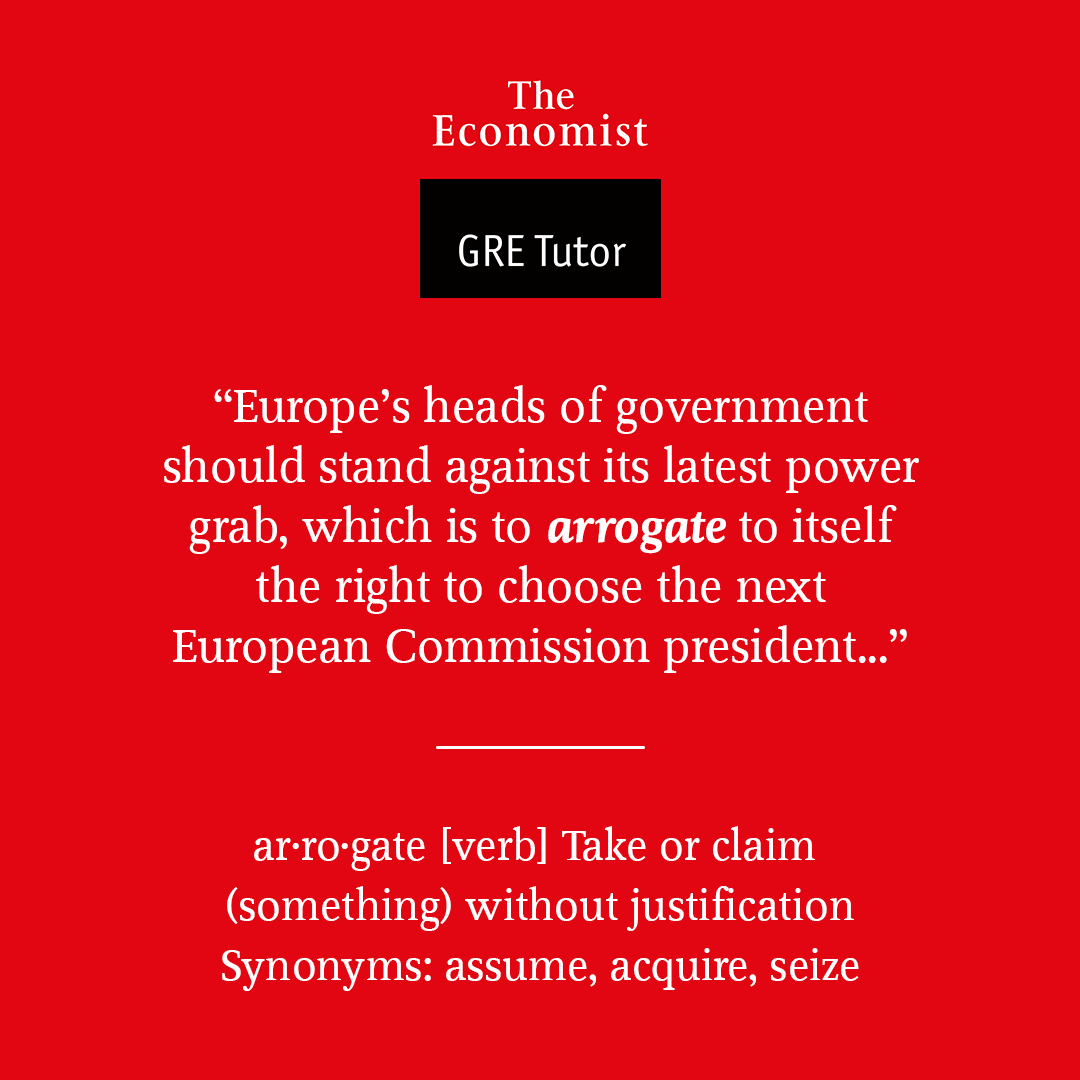 The
Economist
GRE Tutor
“Europe’s heads of government
should stand against its latest power
grab, which is to arrogate to itself
the right to choose the next
European Commission president...”
ar·ro·gate [verb] Take or claim
(something) without justification
Synonyms: assume, acquire, seize